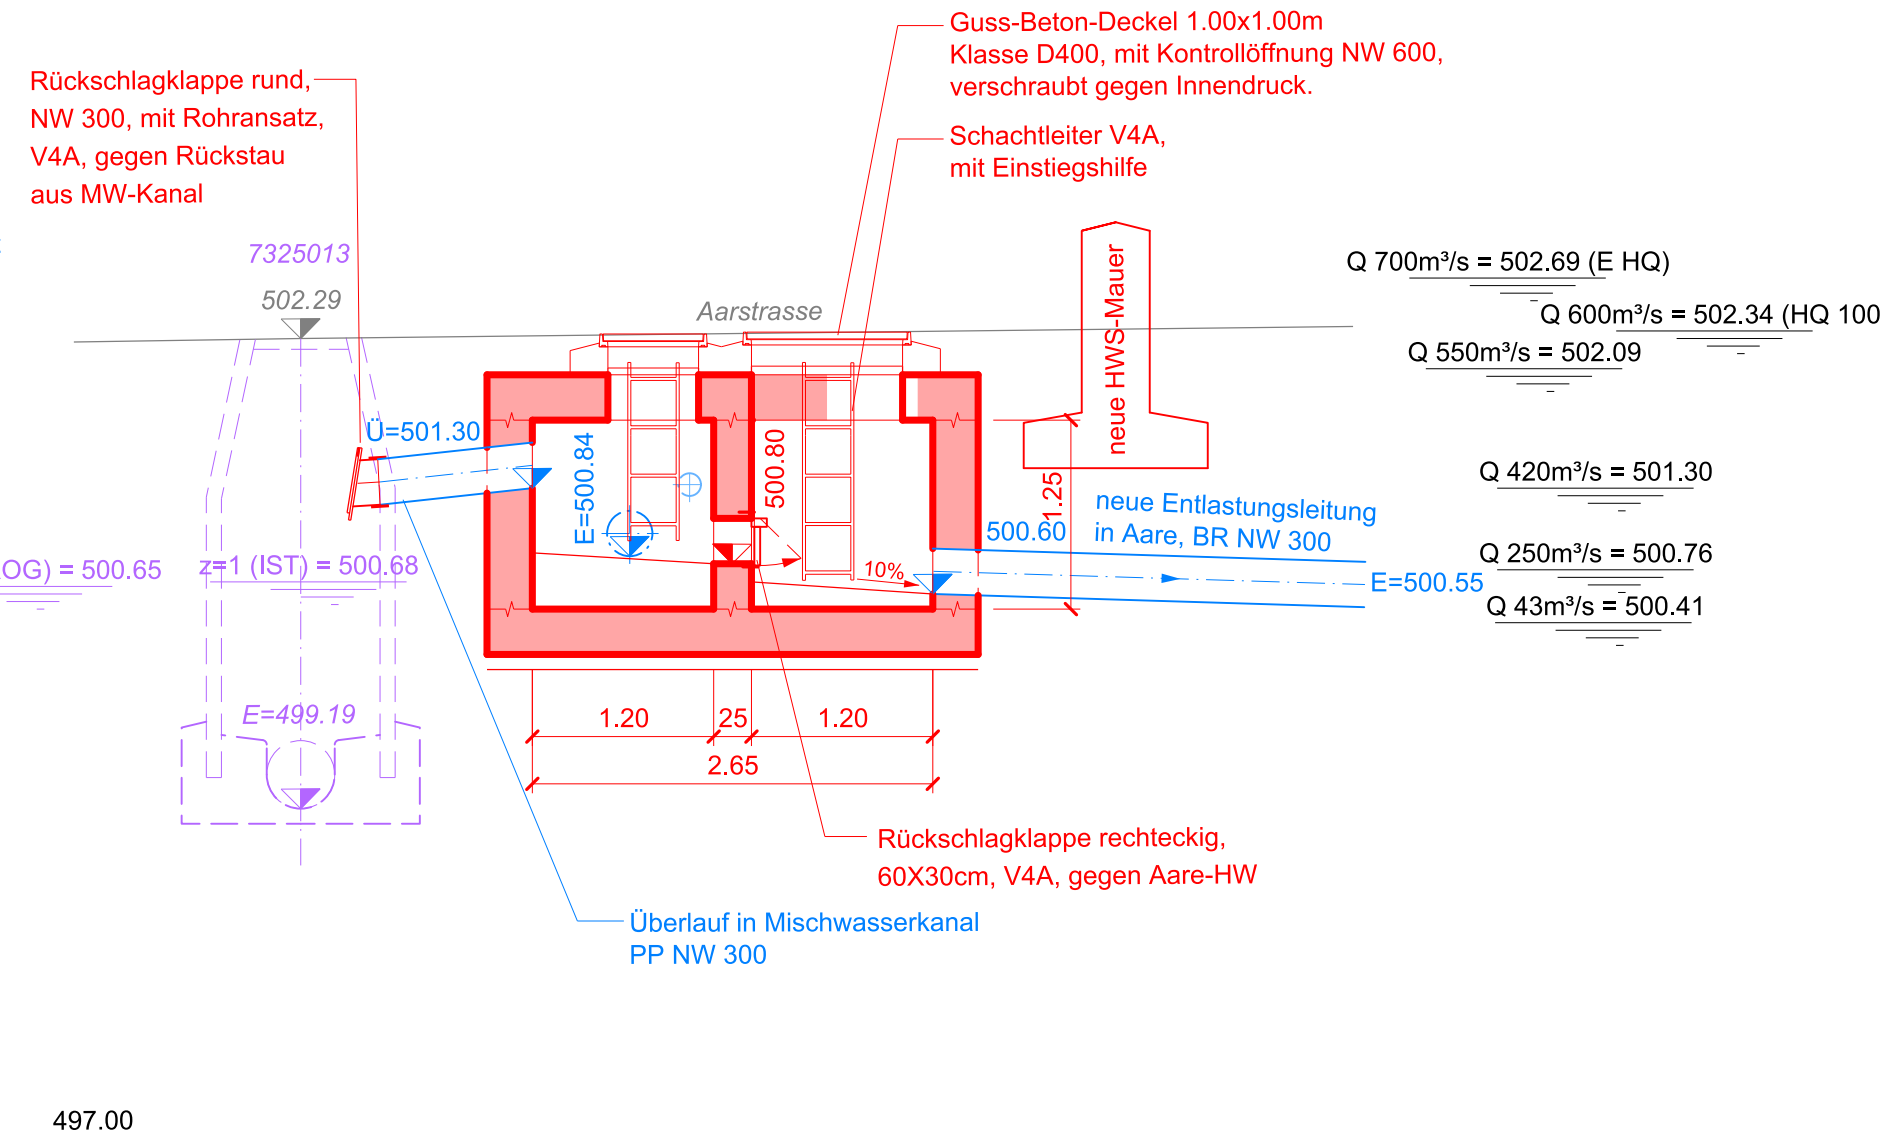 Guss-Beton-Deckel 1.00x1.00m
Klasse D400, mit Kontrollöffnung NW 600,
verschraubt gegen Innendruck.
Rückschlagklappe rund,
NW 300, mit Rohransatz,
V4A, gegen Rückstau
aus MW-Kanal
Schachtleiter V4A,
mit Einstiegshilfe
7325013
502.29
Aarstrasse
neue HWS-Mauer
Q 700m³/s = 502.69 (E HQ)
Q 600m³/s = 502.34 (HQ 100
Q 550m³/s = 502.09
Ü=501.30
E=500.84
500.80
1.25
Q 420m³/s = 501.30
neue Entlastungsleitung
in Aare, BR NW 300
500.60
Q 250m³/s = 500.76
OG) = 500.65
z=1 (IST) = 500.68
10%
E=500.55
Q 43m³/s = 500.41
E=499.19
1.20
25
1.20
2.65
Rückschlagklappe rechteckig,
60X30cm, V4A, gegen Aare-HW
Überlauf in Mischwasserkanal
PP NW 300
497.00